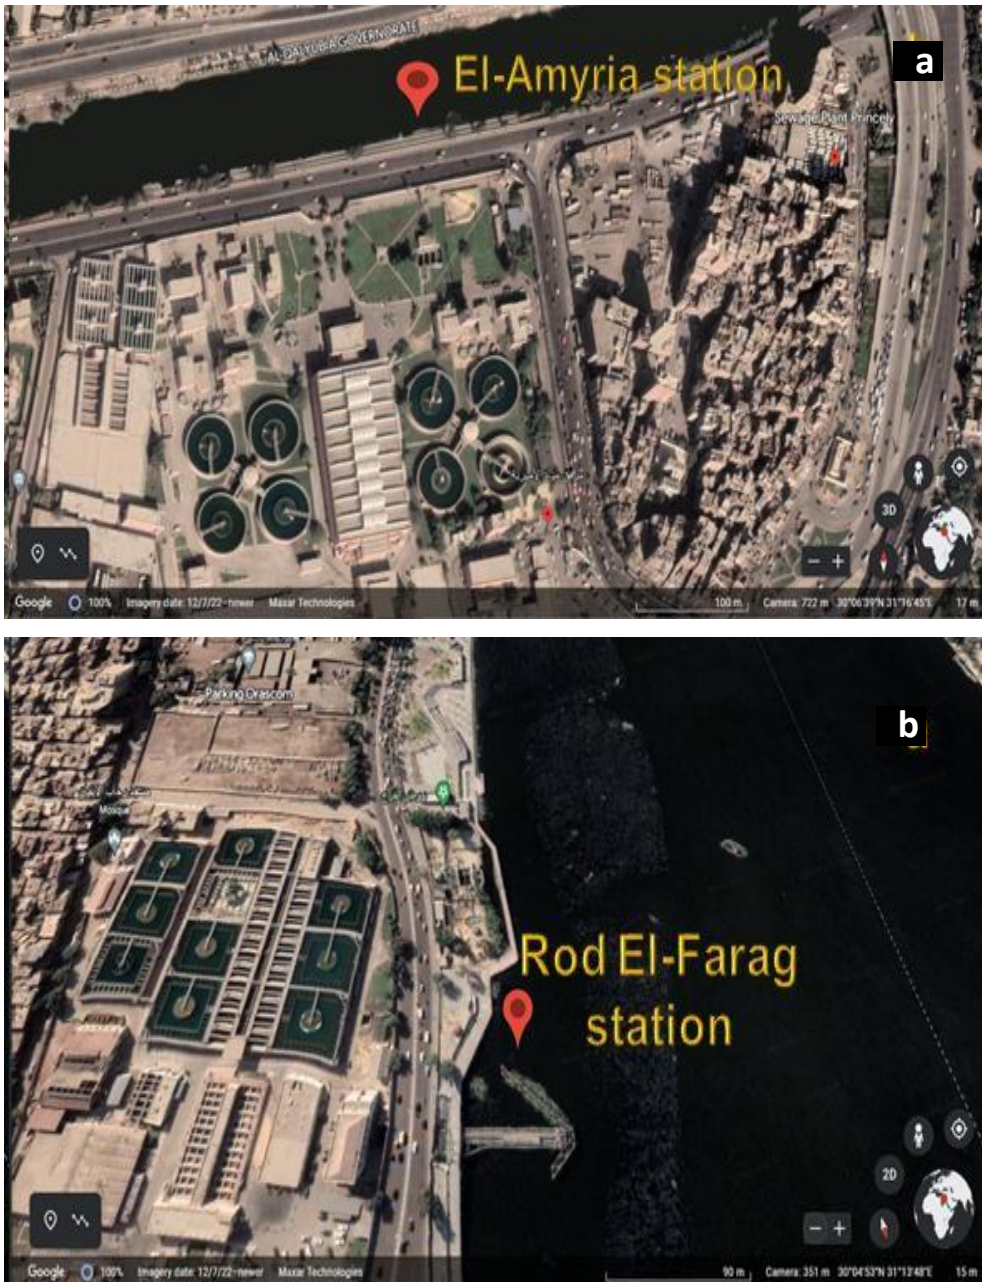 AL QALYUBIA GOVERNORATE
a
El-Amyria station
Sewage Plant Princely
3D
Google 100% Imagery date: 12/7/22-newer Maxar Technologies 100 m Camera: 722 m 30°06'39"N 31°16'45"E 17 m
Parking Orascom
b
Mosque
Rod El-Farag
station
2D
Google 100% Imagery date: 12/7/22-newer Maxar Technologies 90 m Camera: 351 m 30°04'53"N 31°13'48"E 15 m